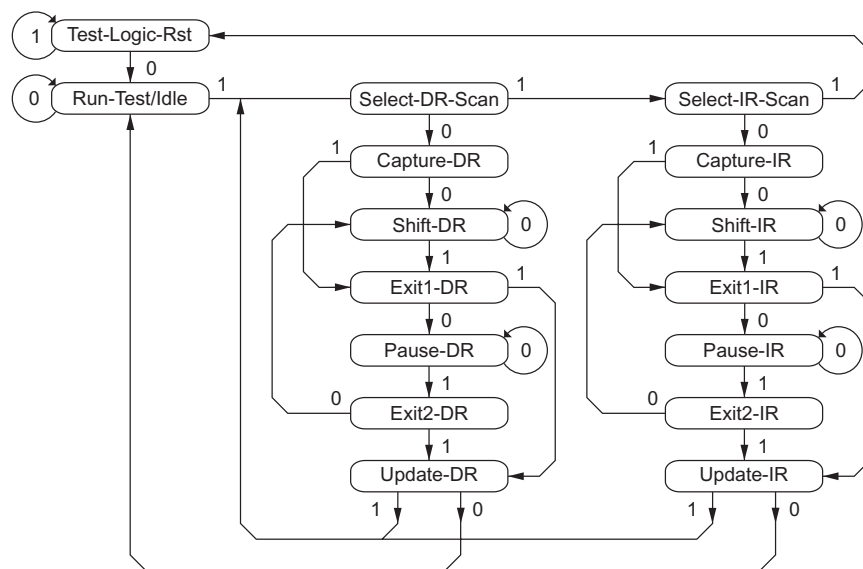 Test-Logic-Rst
1
0
Run-Test/Idle
0
1
Select-DR-Scan
1
Select-IR-Scan
1
0
0
1
Capture-DR
1
Capture-IR
0
0
Shift-DR
0
Shift-IR
0
1
1
Exit1-DR
1
Exit1-IR
1
0
0
Pause-DR
0
Pause-IR
0
1
1
0
Exit2-DR
0
Exit2-IR
1
1
Update-DR
Update-IR
1
0
1
0